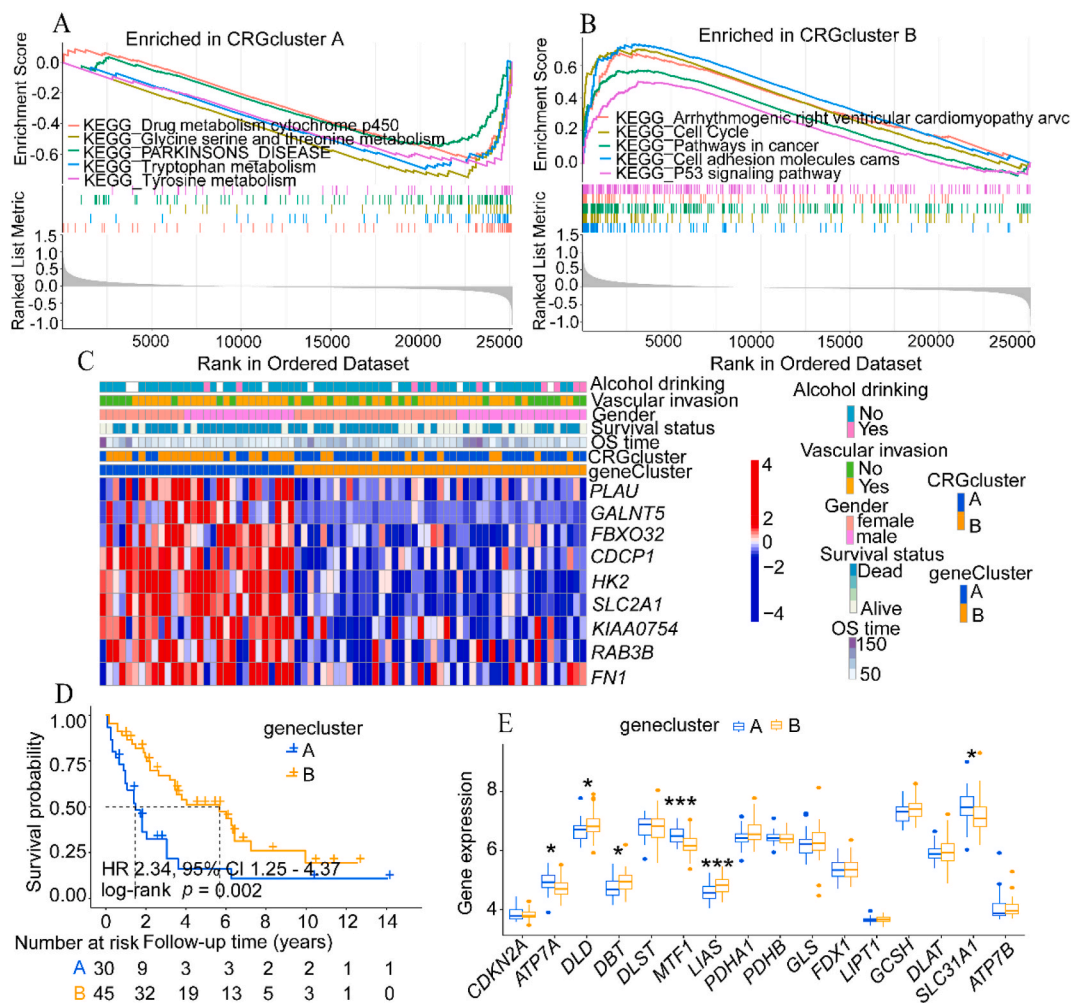 A
Enriched in CRGcluster A
Enrichment Score
0.0
-0.2
-0.4
-0.6
KEGG_Drug metabolism cytochrome p450
KEGG_Glycine serine and threonine metabolism
KEGG_PARKINSONS_DISEASE
KEGG_Tryptophan metabolism
KEGG_Tyrosine metabolism
Ranked List Metric
1.5
1.0
0.5
0.0
-0.5
-1.0
5000 10000 15000 20000 25000
Rank in Ordered Dataset
B
Enriched in CRGcluster B
Enrichment Score
0.6
0.4
0.2
0.0
KEGG_Arrhythmogenic right ventricular cardiomyopathy arvc
KEGG_Cell Cycle
KEGG_Pathways in cancer
KEGG_Cell adhesion molecules cams
KEGG_P53 signaling pathway
Ranked List Metric
1.5
1.0
0.5
0.0
-0.5
-1.0
5000 10000 15000 20000 25000
Rank in Ordered Dataset
C
Alcohol drinking
Vascular invasion
Gender
Survival status
OS time
CRGcluster
geneCluster
PLAU
GALNT5
FBXO32
CDCP1
HK2
SLC2A1
KIAA0754
RAB3B
FN1
4
2
0
−2
−4
Alcohol drinking
No
Yes
Vascular invasion
No
Yes
Gender
female
male
Survival status
Dead
Alive
OS time
150
50
CRGcluster
A
B
geneCluster
A
B
D
Survival probability
1.00
0.75
0.50
0.25
0.00
genecluster
A
B
HR 2.34, 95% CI 1.25 - 4.37
log-rank p = 0.002
0 2 4 6 8 10 12 14
Number at risk Follow-up time (years)
A 30 9 3 3 2 2 1 1
B 45 32 19 13 5 3 1 0
E
genecluster A B
Gene expression
8
6
4
* * * *** *** *
CDKN2A
ATP7A
DLD
DBT
DLST
MTF1
LIAS
PDHA1
PDHB
GLS
FDX1
LIPT1
GCSH
DLAT
SLC31A1
ATP7B